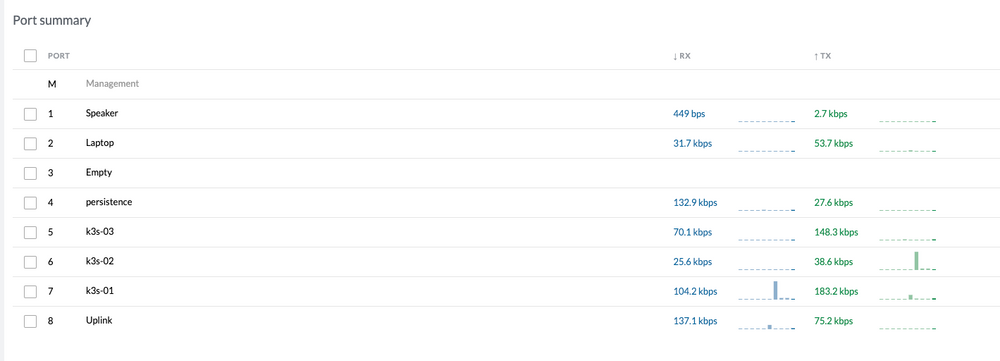 Port summary
PORT ↓ RX ↑ TX
M Management
1 Speaker 449 bps 2.7 kbps
2 Laptop 31.7 kbps 53.7 kbps
3 Empty
4 persistence 132.9 kbps 27.6 kbps
5 k3s-03 70.1 kbps 148.3 kbps
6 k3s-02 25.6 kbps 38.6 kbps
7 k3s-01 104.2 kbps 183.2 kbps
8 Uplink 137.1 kbps 75.2 kbps